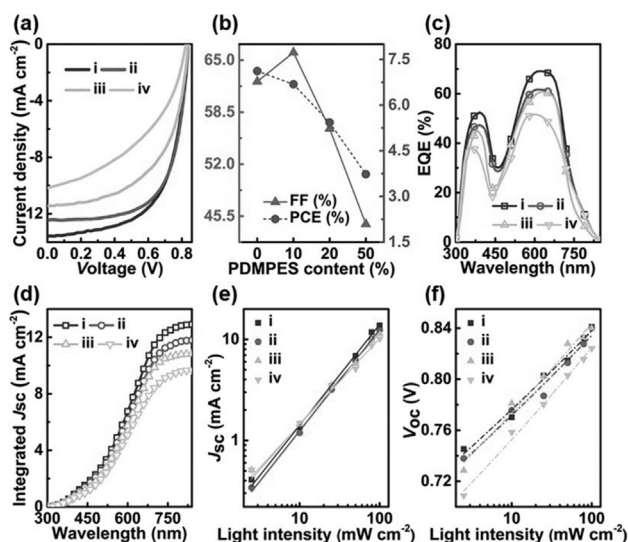 (a)
0
-4
-8
-12
Current density (mA cm⁻²)
i ii
iii iv
0.0 0.4 0.8
Voltage (V)
(b)
65.0
58.5
52.0
45.5
7.5
6.0
4.5
3.0
1.5
FF (%)
PCE (%)
0 10 20 50
PDMPES content (%)
(c)
80
60
40
20
0
EQE (%)
i ii
iii iv
300 450 600 750
Wavelength (nm)
(d)
12
9
6
3
0
Integrated Jsc (mA cm⁻²)
i ii
iii iv
300 450 600 750
Wavelength (nm)
(e)
10
1
JSC (mA cm⁻²)
i
ii
iii
iv
10 100
Light intensity (mW cm⁻²)
(f)
0.84
0.80
0.76
0.72
VOC (V)
i
ii
iii
iv
10 100
Light intensity (mW cm⁻²)